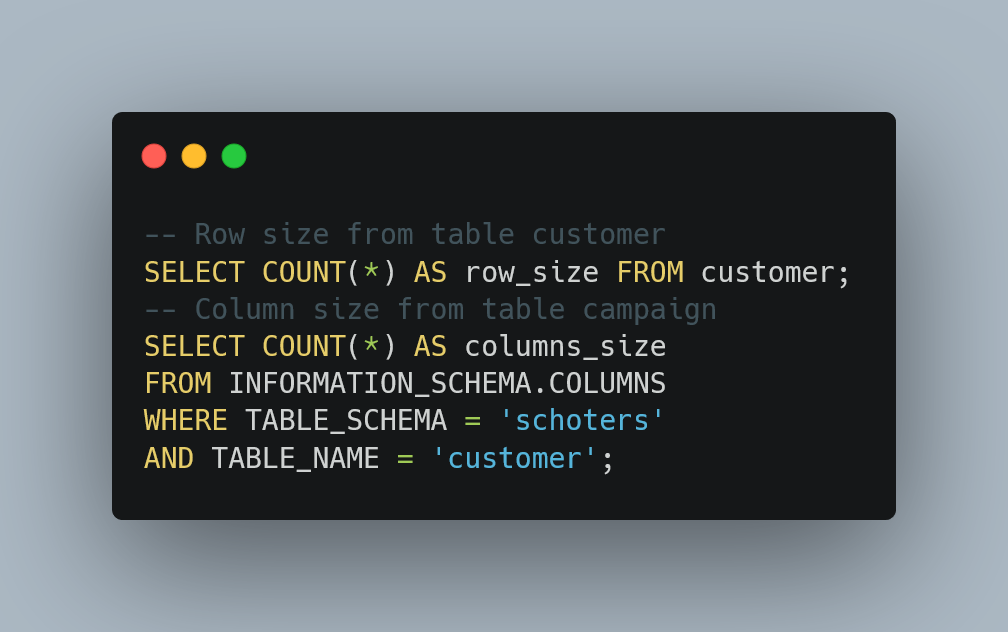 -- Row size from table customer
SELECT COUNT(*) AS row_size FROM customer;
-- Column size from table campaign
SELECT COUNT(*) AS columns_size
FROM INFORMATION_SCHEMA.COLUMNS
WHERE TABLE_SCHEMA = 'schoters'
AND TABLE_NAME = 'customer';